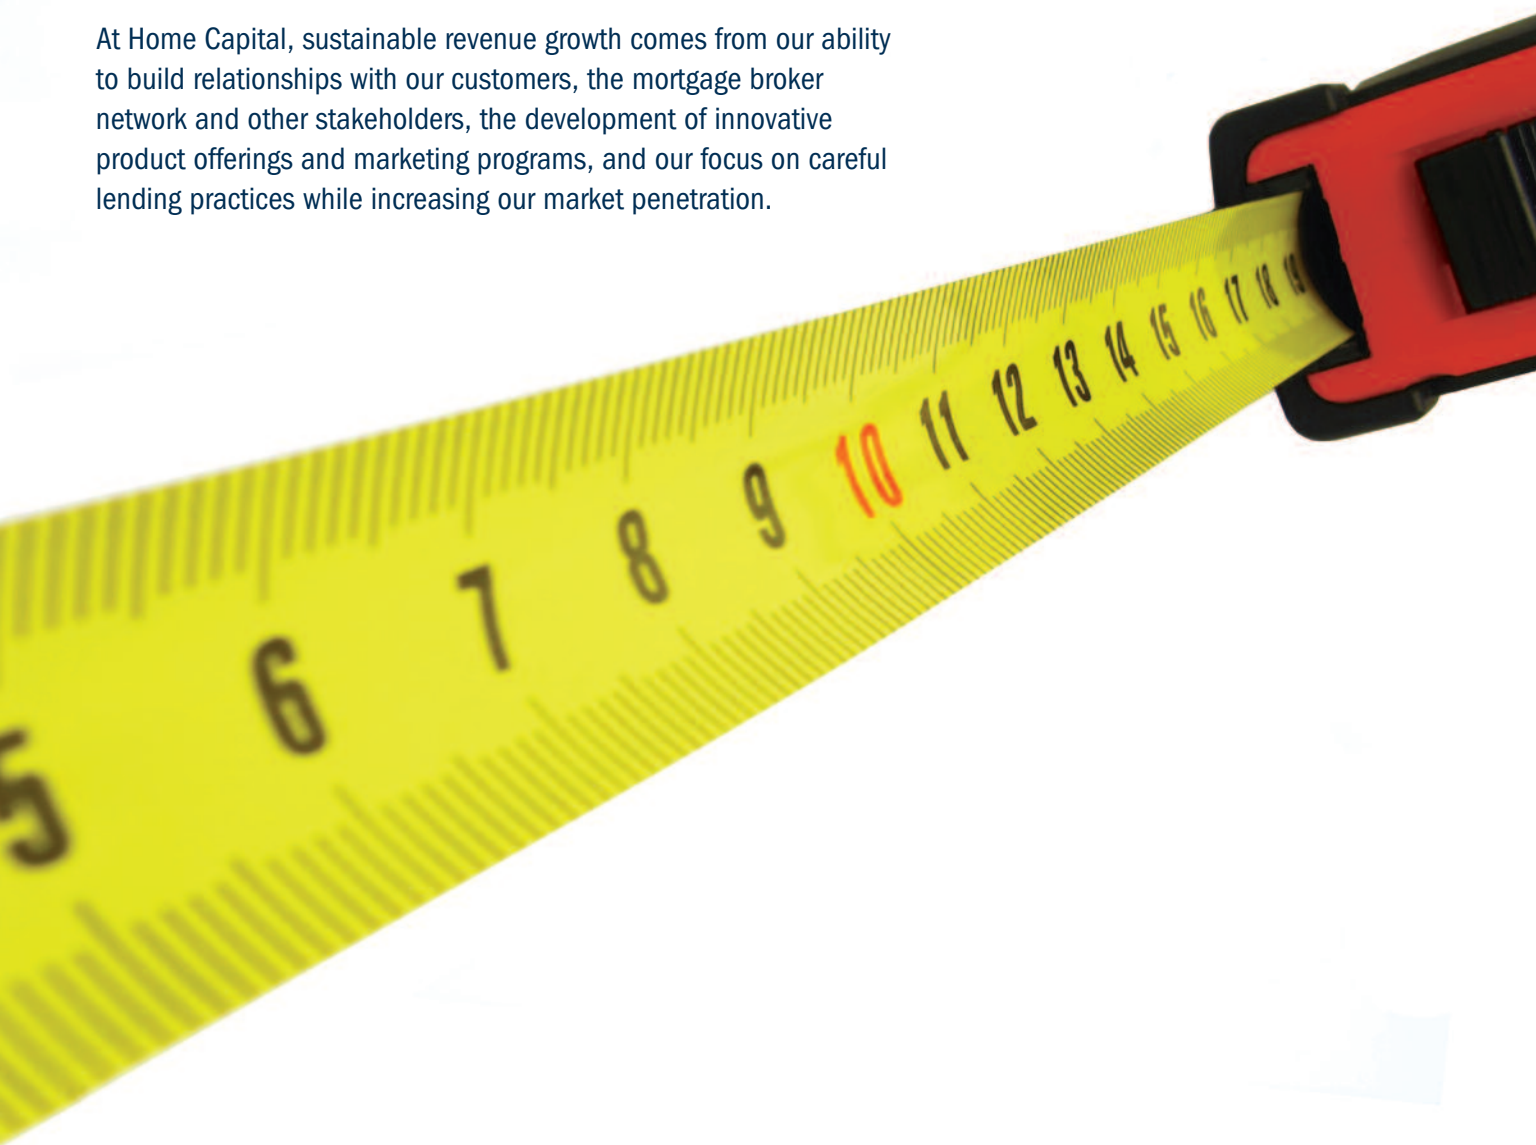 At Home Capital, sustainable revenue growth comes from our ability
to build relationships with our customers, the mortgage broker
network and other stakeholders, the development of innovative
product offerings and marketing programs, and our focus on careful
lending practices while increasing our market penetration.
5 6 7 8 9 10 11 12 13 14 15 16 17 18 19